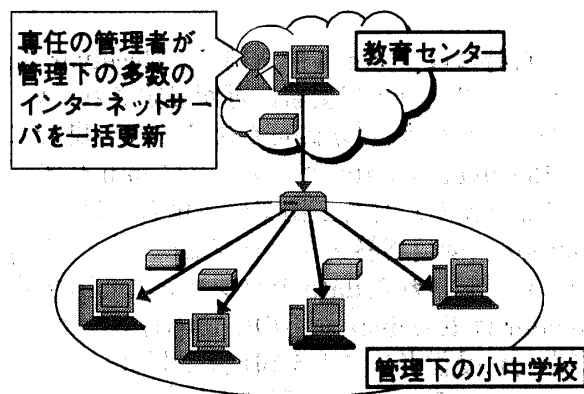 専任の管理者が
管理下の多数の
インターネットサー
バを一括更新
教育センター
管理下の小中学校